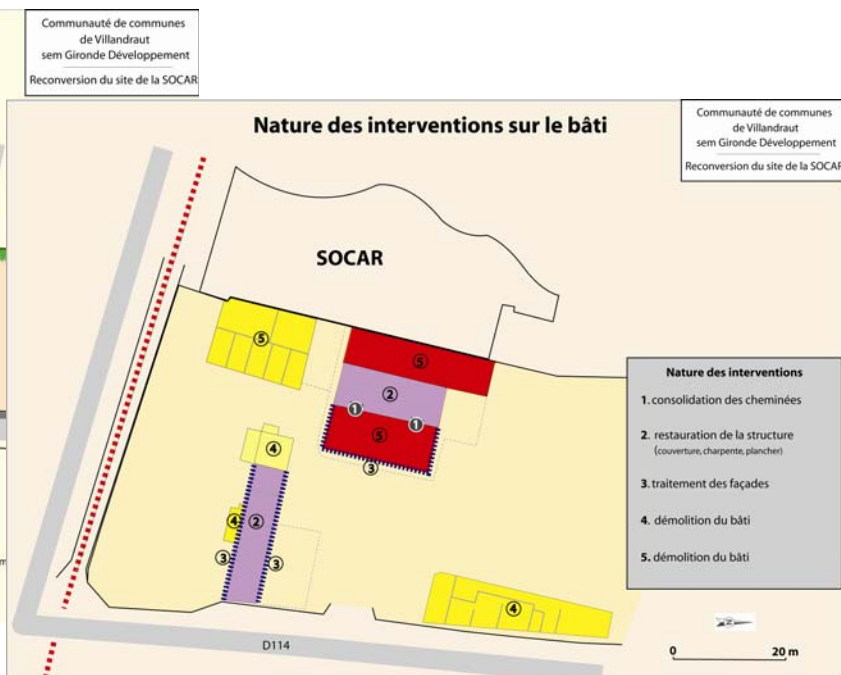 Communauté de communes
de Villandraut
sem Gironde Développement
Reconversion du site de la SOCAR
Nature des interventions sur le bâti
Communauté de communes
de Villandraut
sem Gironde Développement
Reconversion du site de la SOCAR
SOCAR
5
5
2
1
1
5
3
4
2
4
3
3
4
D114
Nature des interventions
1. consolidation des cheminées
2. restauration de la structure
(couverture, charpente, plancher)
3. traitement des façades
4. démolition du bâti
5. démolition du bâti
N
0 20 m
m